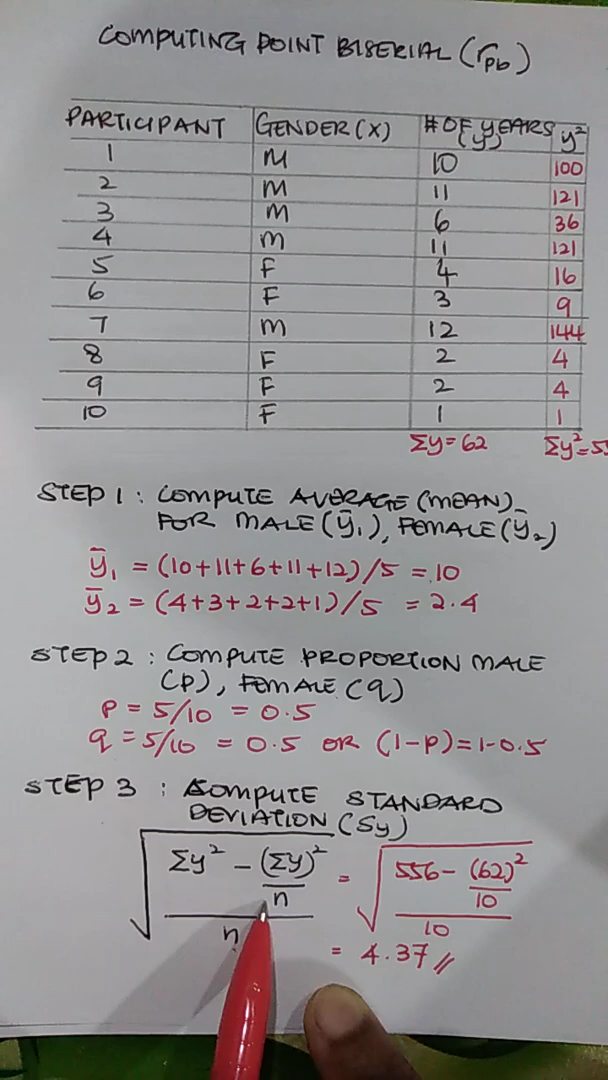 COMPUTING POINT BISERIAL (rpb)
PARTICIPANT GENDER (X) # OF YEARS (y) y²
1 M 10 100
2 M 11 121
3 M 6 36
4 M 11 121
5 F 4 16
6 F 3 9
7 M 12 144
8 F 2 4
9 F 2 4
10 F 1 1
Σy = 62 Σy² = 55
STEP 1 : COMPUTE AVERAGE (MEAN)
FOR MALE (ȳ₁), FEMALE (ȳ₂)
ȳ₁ = (10+11+6+11+12)/5 = 10
ȳ₂ = (4+3+2+2+1)/5 = 2.4
STEP 2 : COMPUTE PROPORTION MALE
(P), FEMALE (q)
P = 5/10 = 0.5
q = 5/10 = 0.5 OR (1-P) = 1-0.5
STEP 3 : COMPUTE STANDARD
DEVIATION (Sy)
√((Σy² - (Σy)²/n)/n) = √((556 - (62)²/10)/10)
= 4.37 //